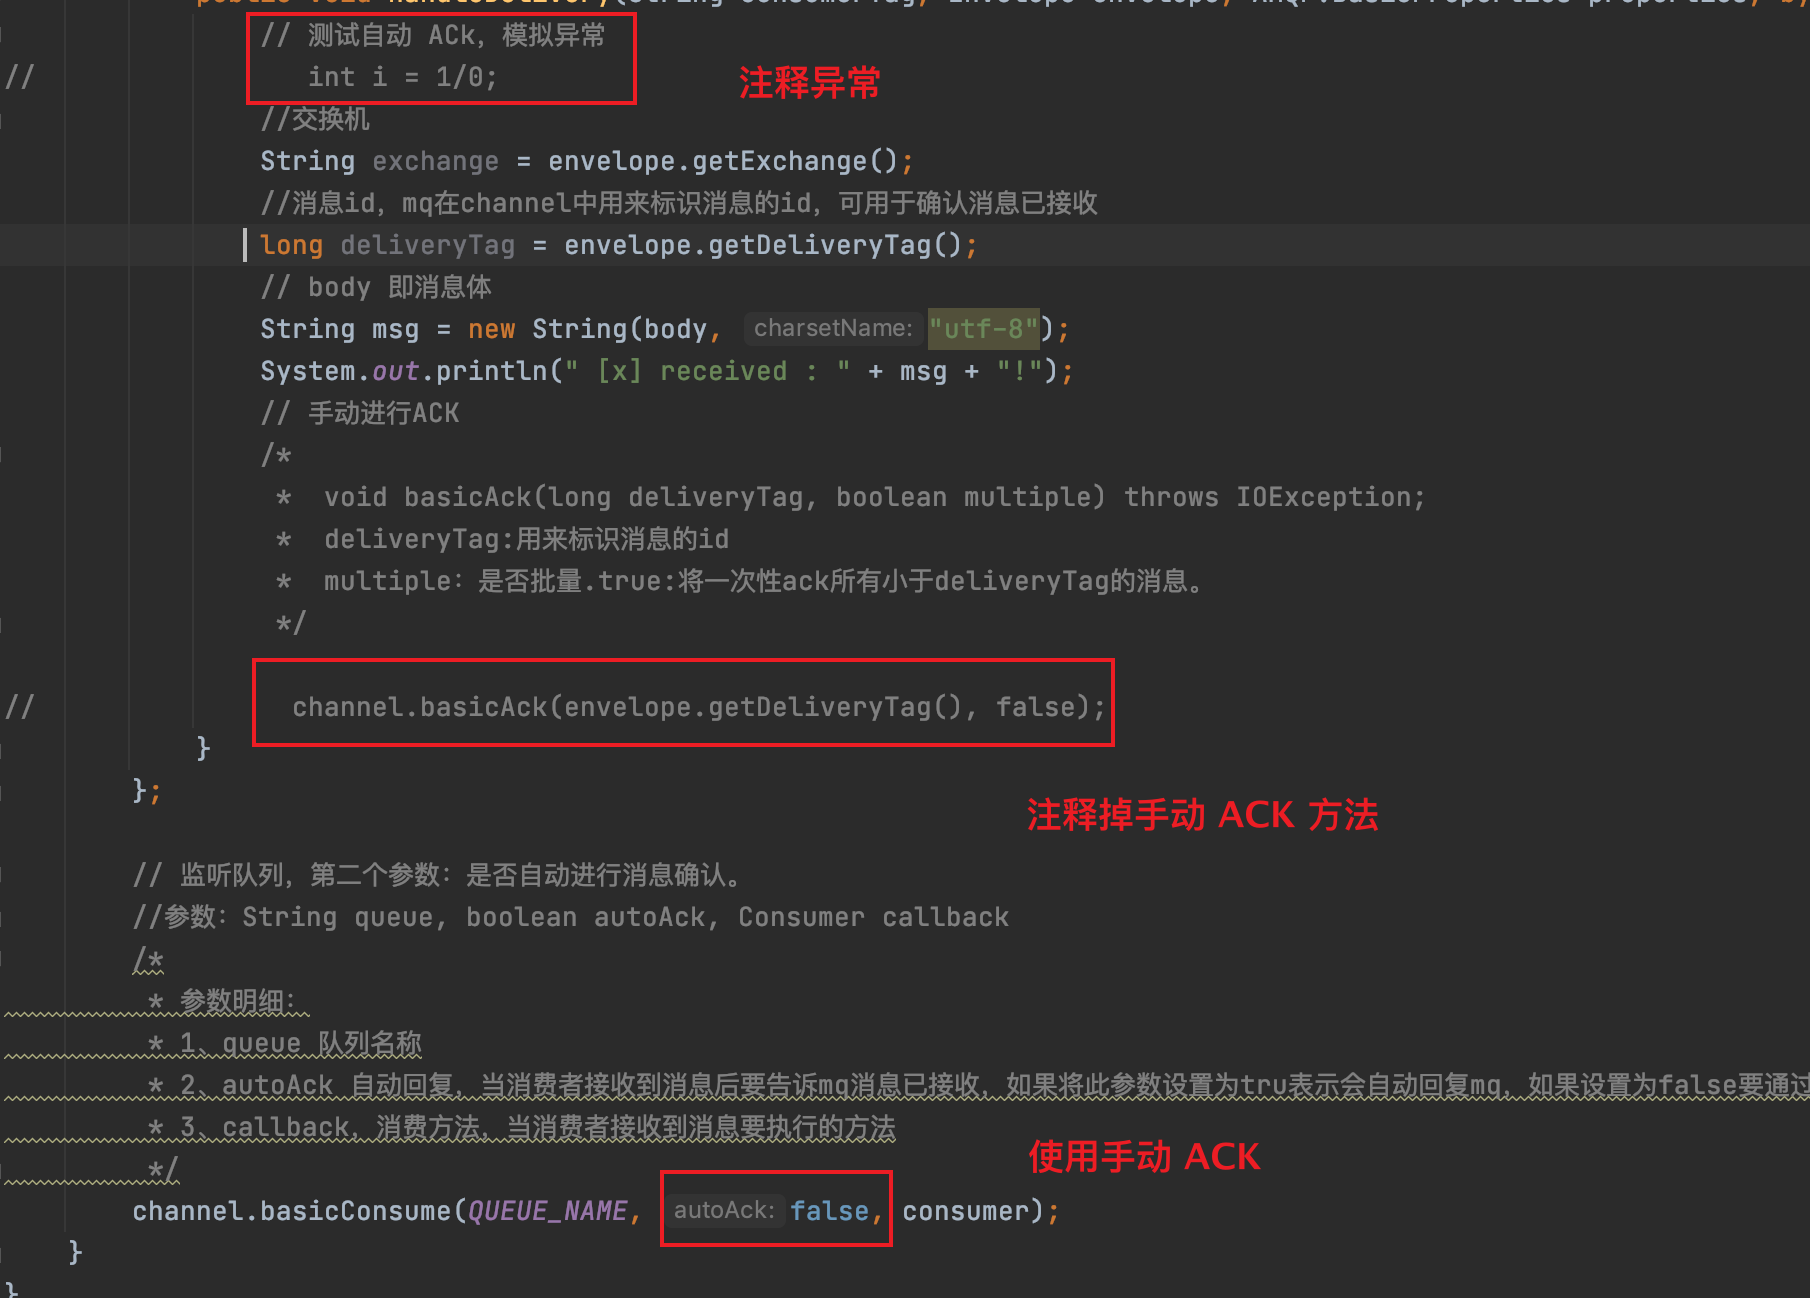 // 测试自动 ACk，模拟异常
// int i = 1/0;
注释异常
//交换机
String exchange = envelope.getExchange();
//消息id，mq在channel中用来标识消息的id，可用于确认消息已接收
long deliveryTag = envelope.getDeliveryTag();
// body 即消息体
String msg = new String(body, charsetName: "utf-8");
System.out.println(" [x] received : " + msg + "!");
// 手动进行ACK
/*
* void basicAck(long deliveryTag, boolean multiple) throws IOException;
* deliveryTag:用来标识消息的id
* multiple：是否批量.true:将一次性ack所有小于deliveryTag的消息。
*/
// channel.basicAck(envelope.getDeliveryTag(), false);
}
};
注释掉手动 ACK 方法
// 监听队列，第二个参数：是否自动进行消息确认。
//参数：String queue, boolean autoAck, Consumer callback
/*
* 参数明细：
* 1、queue 队列名称
* 2、autoAck 自动回复，当消费者接收到消息后要告诉mq消息已接收，如果将此参数设置为tru表示会自动回复mq，如果设置为false要通过
* 3、callback，消费方法，当消费者接收到消息要执行的方法
*/
使用手动 ACK
channel.basicConsume(QUEUE_NAME, autoAck: false, consumer);
}
}